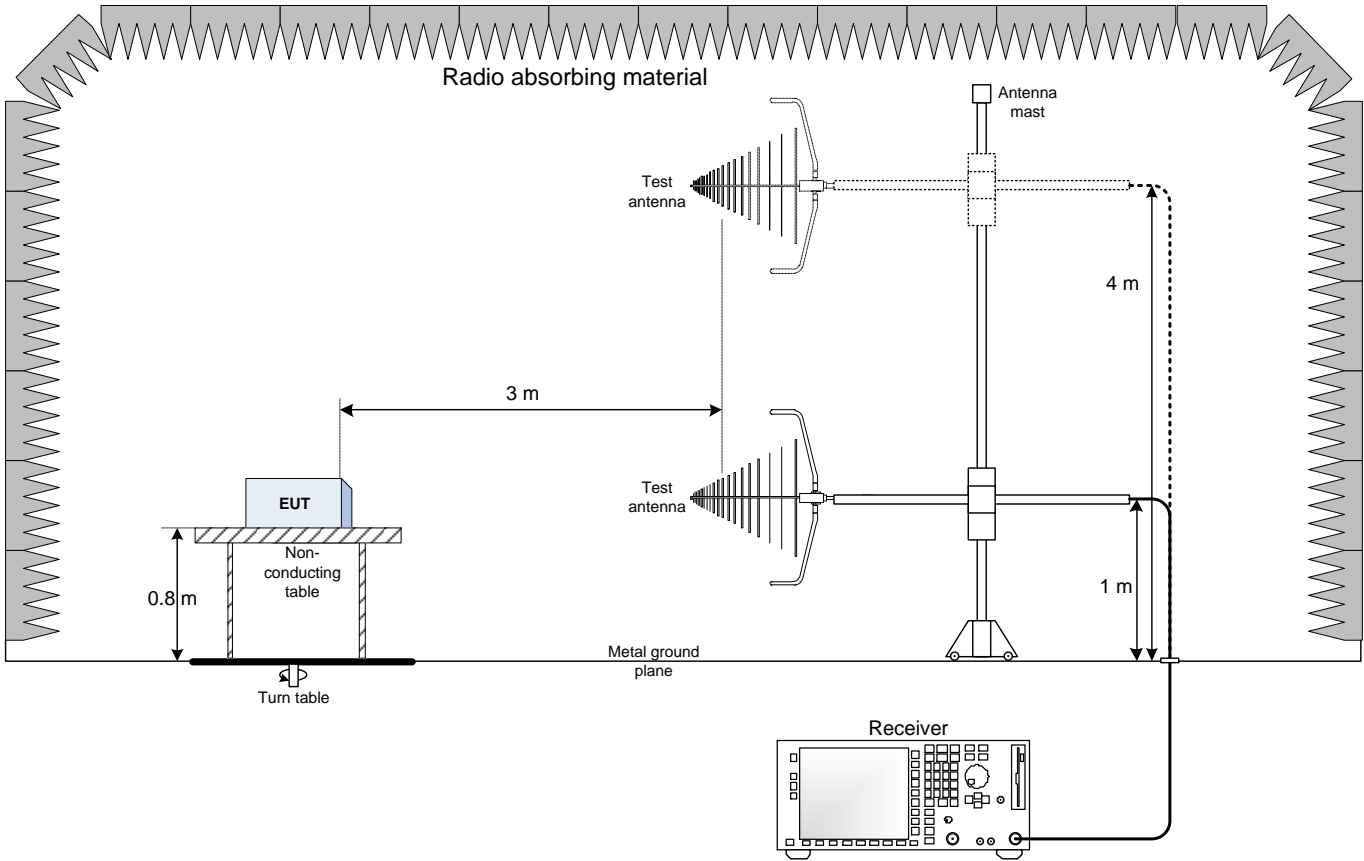 Radio absorbing material
Antenna
mast
Test
antenna
4 m
3 m
Test
antenna
EUT
Non-
conducting
table
0.8 m
1 m
Metal ground
plane
Turn table
Receiver